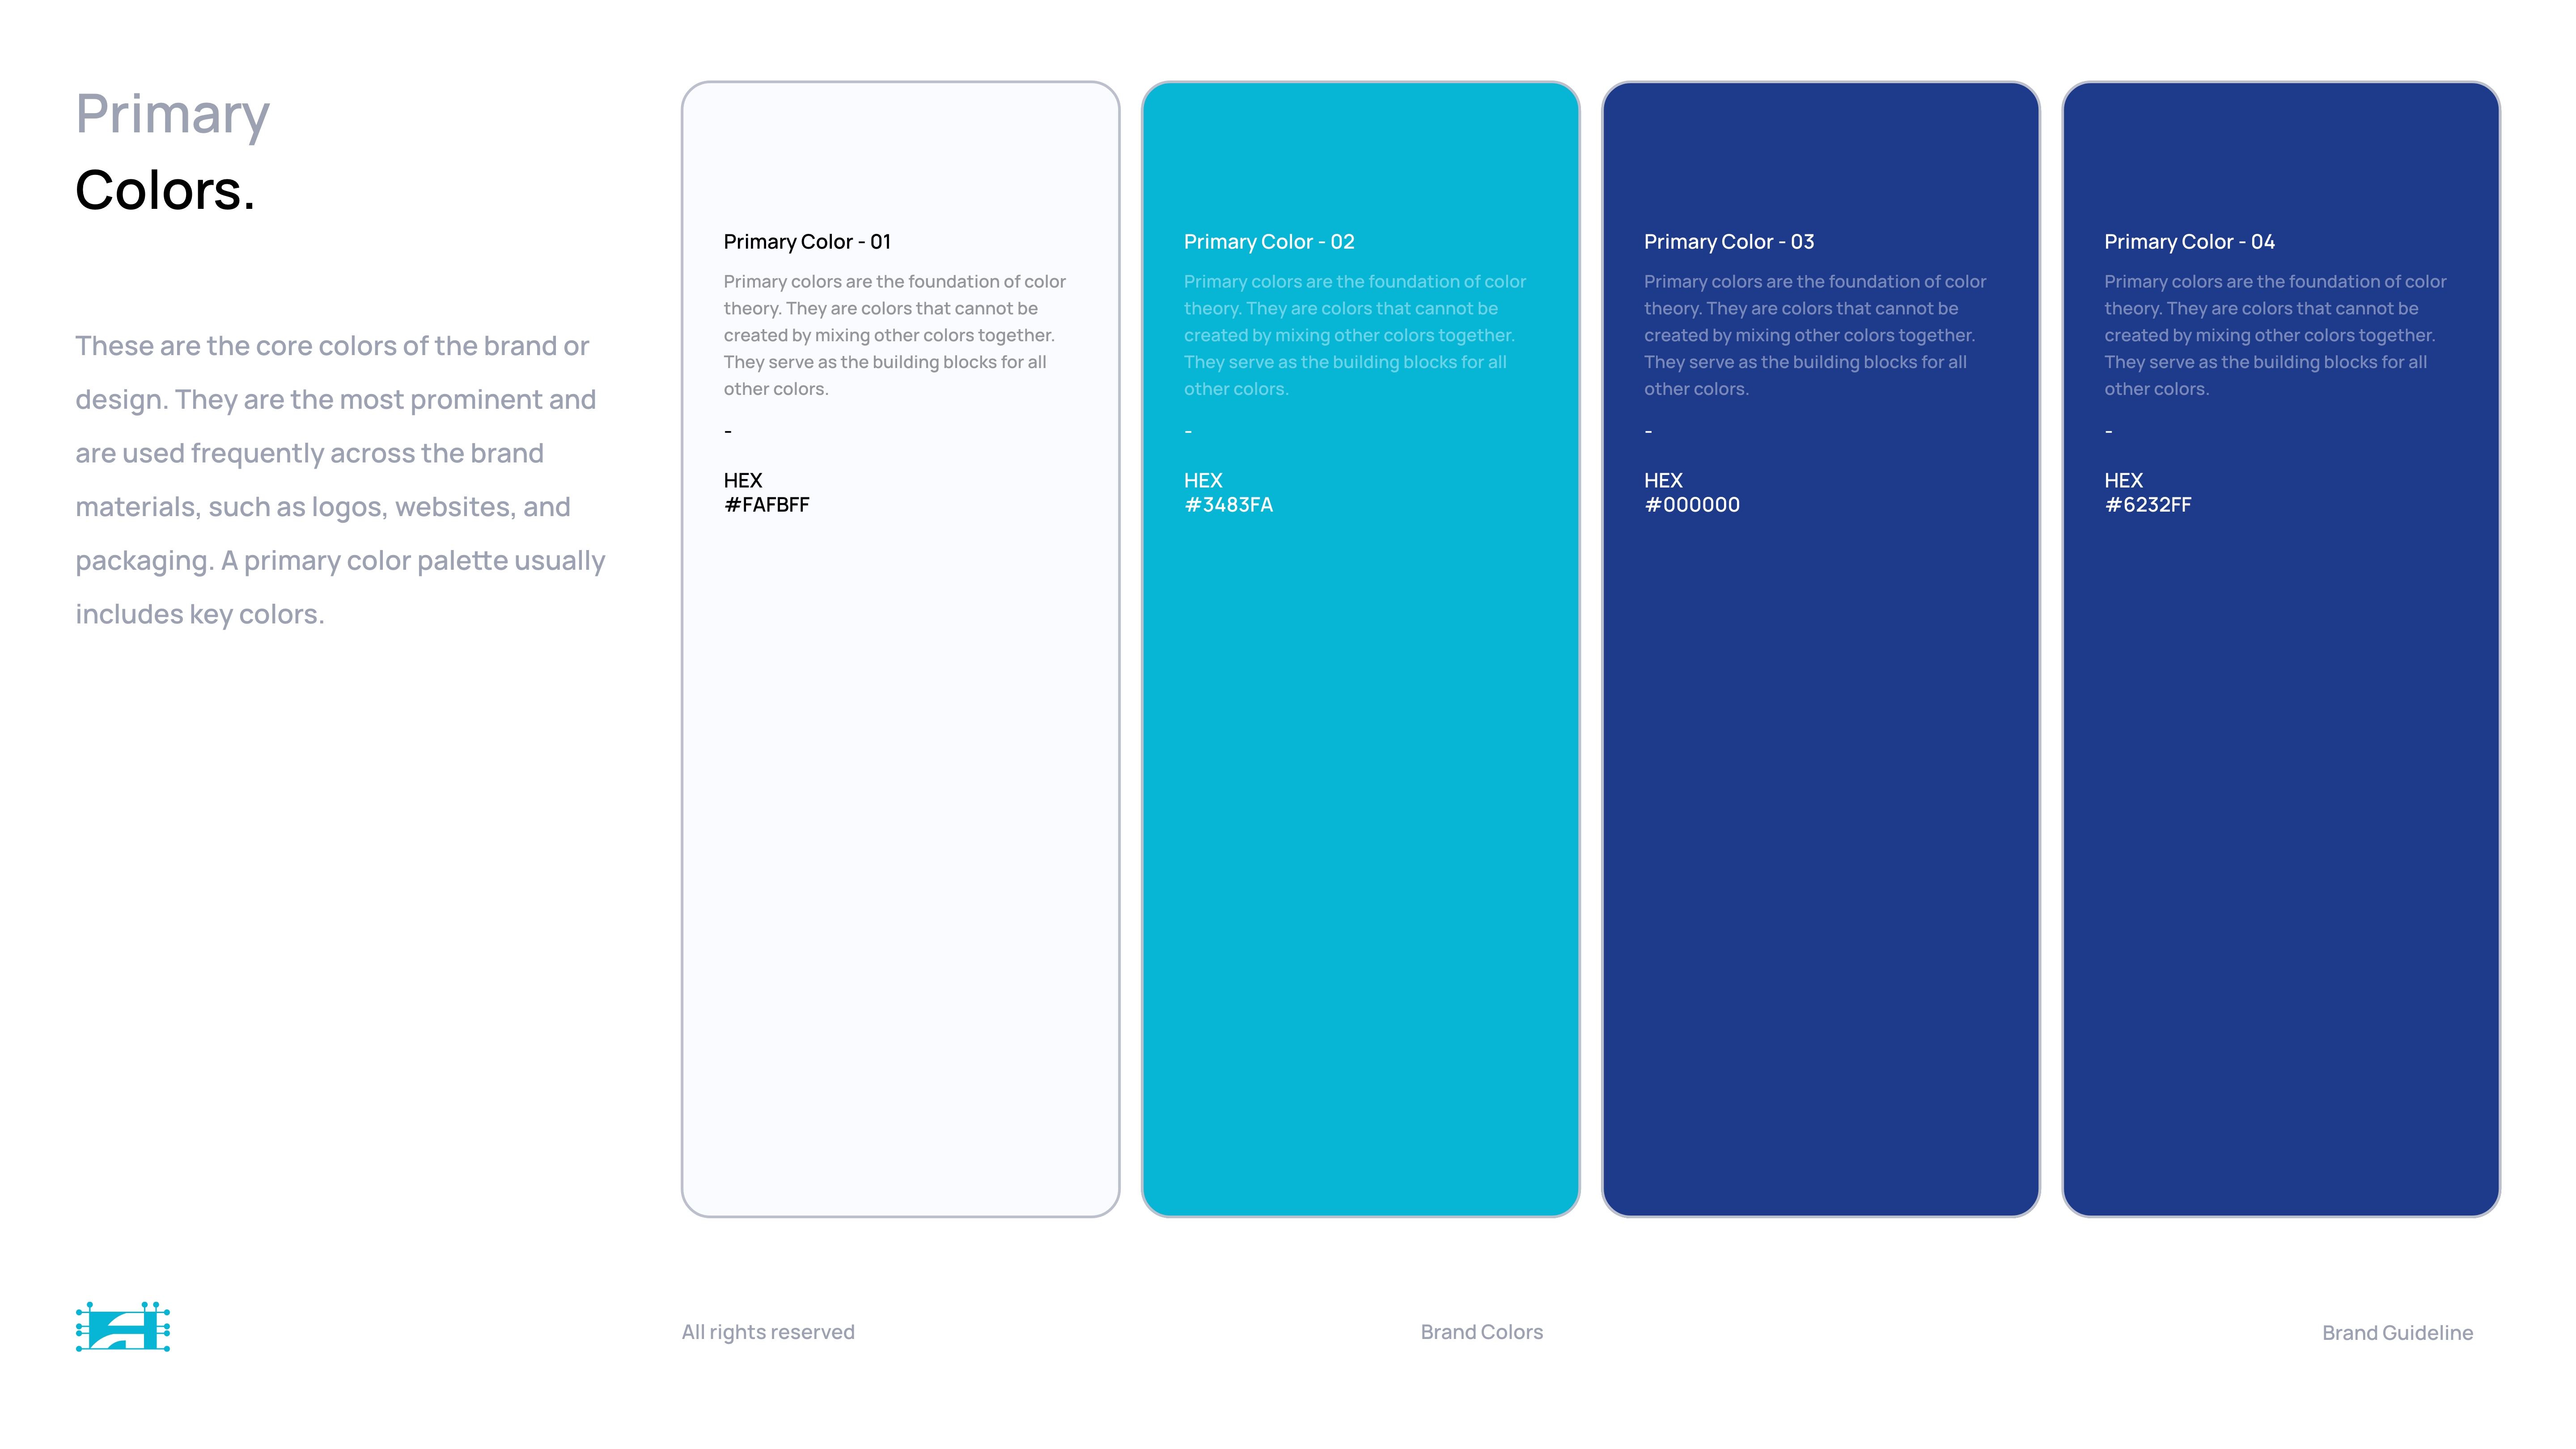 Primary
Colors.
These are the core colors of the brand or
design. They are the most prominent and
are used frequently across the brand
materials, such as logos, websites, and
packaging. A primary color palette usually
includes key colors.
Primary Color - 01
Primary colors are the foundation of color
theory. They are colors that cannot be
created by mixing other colors together.
They serve as the building blocks for all
other colors.
-
HEX
#FAFBFF
Primary Color - 02
Primary colors are the foundation of color
theory. They are colors that cannot be
created by mixing other colors together.
They serve as the building blocks for all
other colors.
-
HEX
#3483FA
Primary Color - 03
Primary colors are the foundation of color
theory. They are colors that cannot be
created by mixing other colors together.
They serve as the building blocks for all
other colors.
-
HEX
#000000
Primary Color - 04
Primary colors are the foundation of color
theory. They are colors that cannot be
created by mixing other colors together.
They serve as the building blocks for all
other colors.
-
HEX
#6232FF
All rights reserved
Brand Colors
Brand Guideline